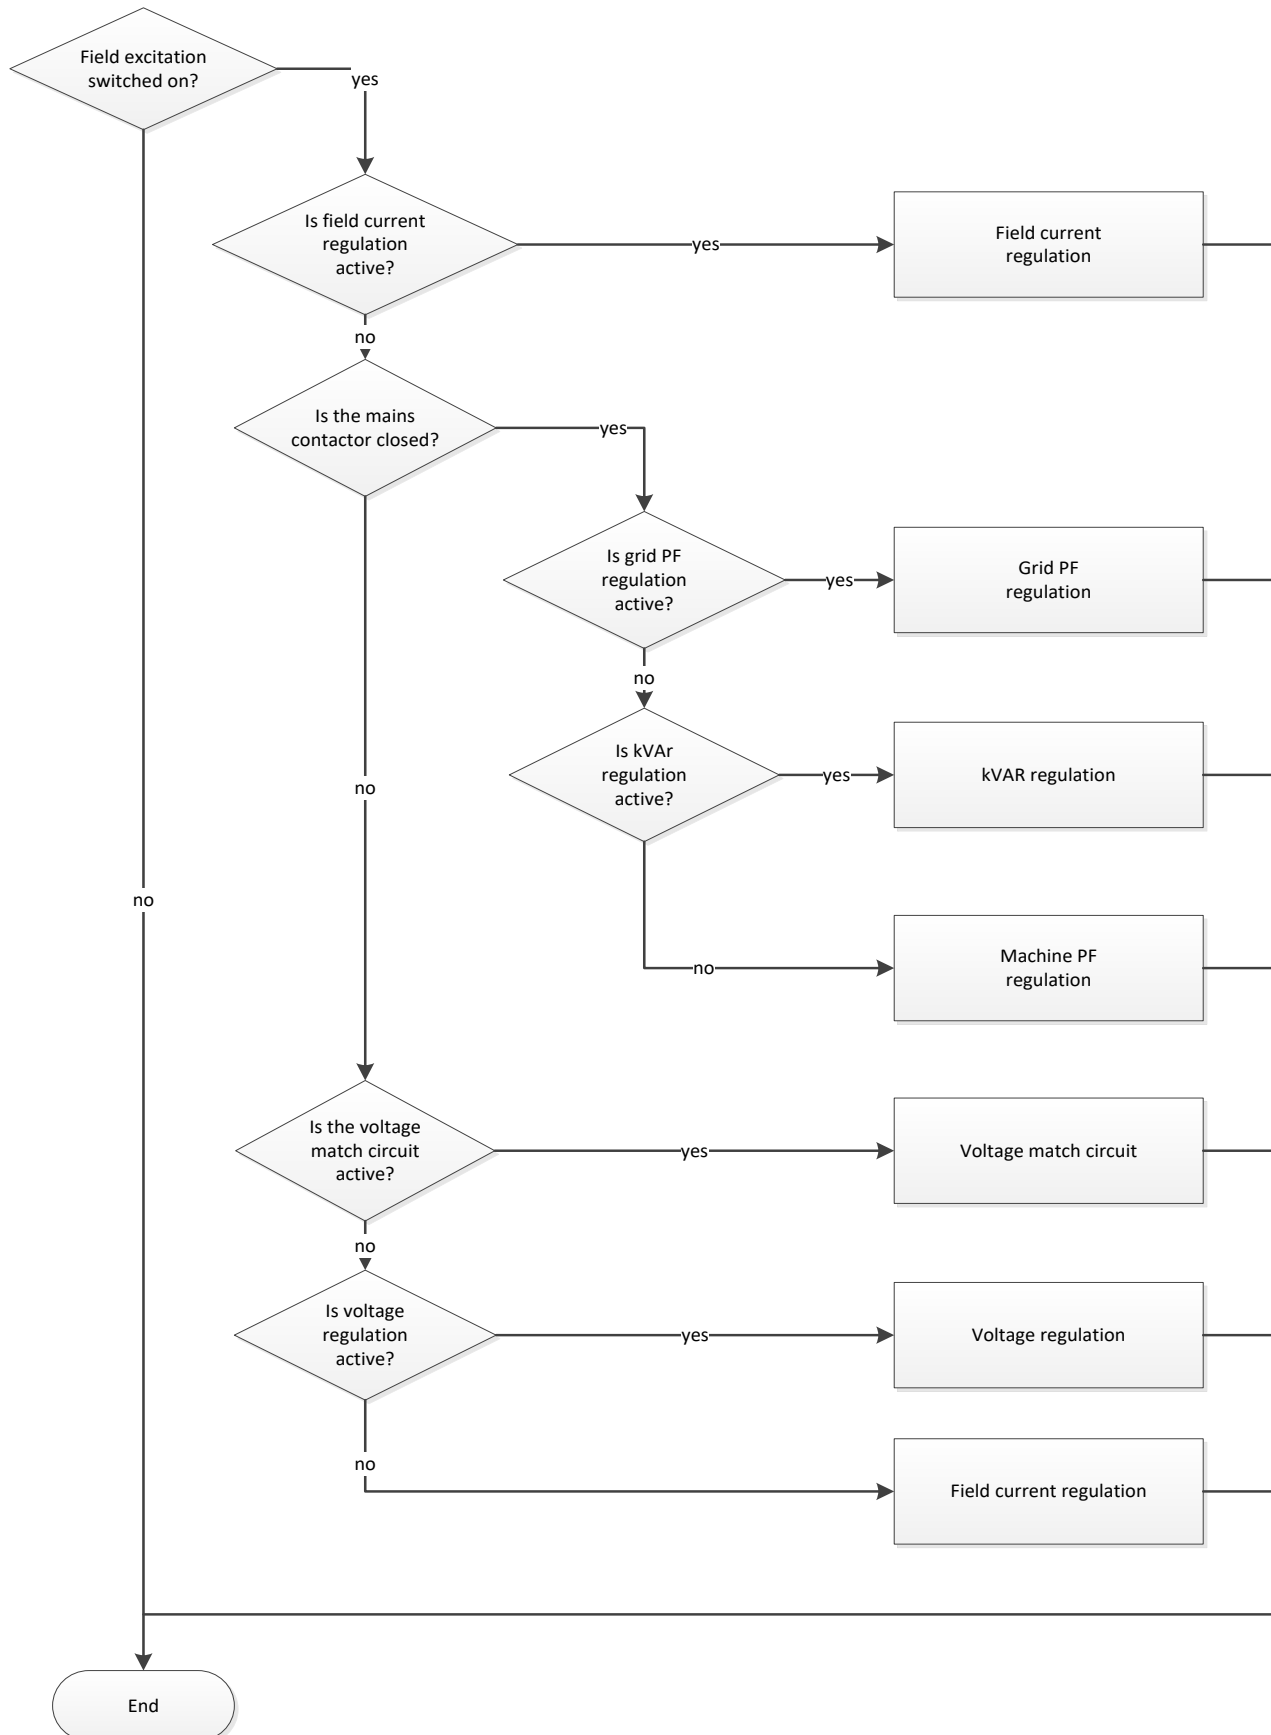 Field excitation
switched on?
yes
Is field current
regulation
active?
yes
Field current
regulation
no
Is the mains
contactor closed?
yes
Is grid PF
regulation
active?
yes
Grid PF
regulation
no
Is kVAr
regulation
active?
yes
kVAR regulation
no
no
no
Machine PF
regulation
Is the voltage
match circuit
active?
yes
Voltage match circuit
no
Is voltage
regulation
active?
yes
Voltage regulation
no
Field current regulation
End